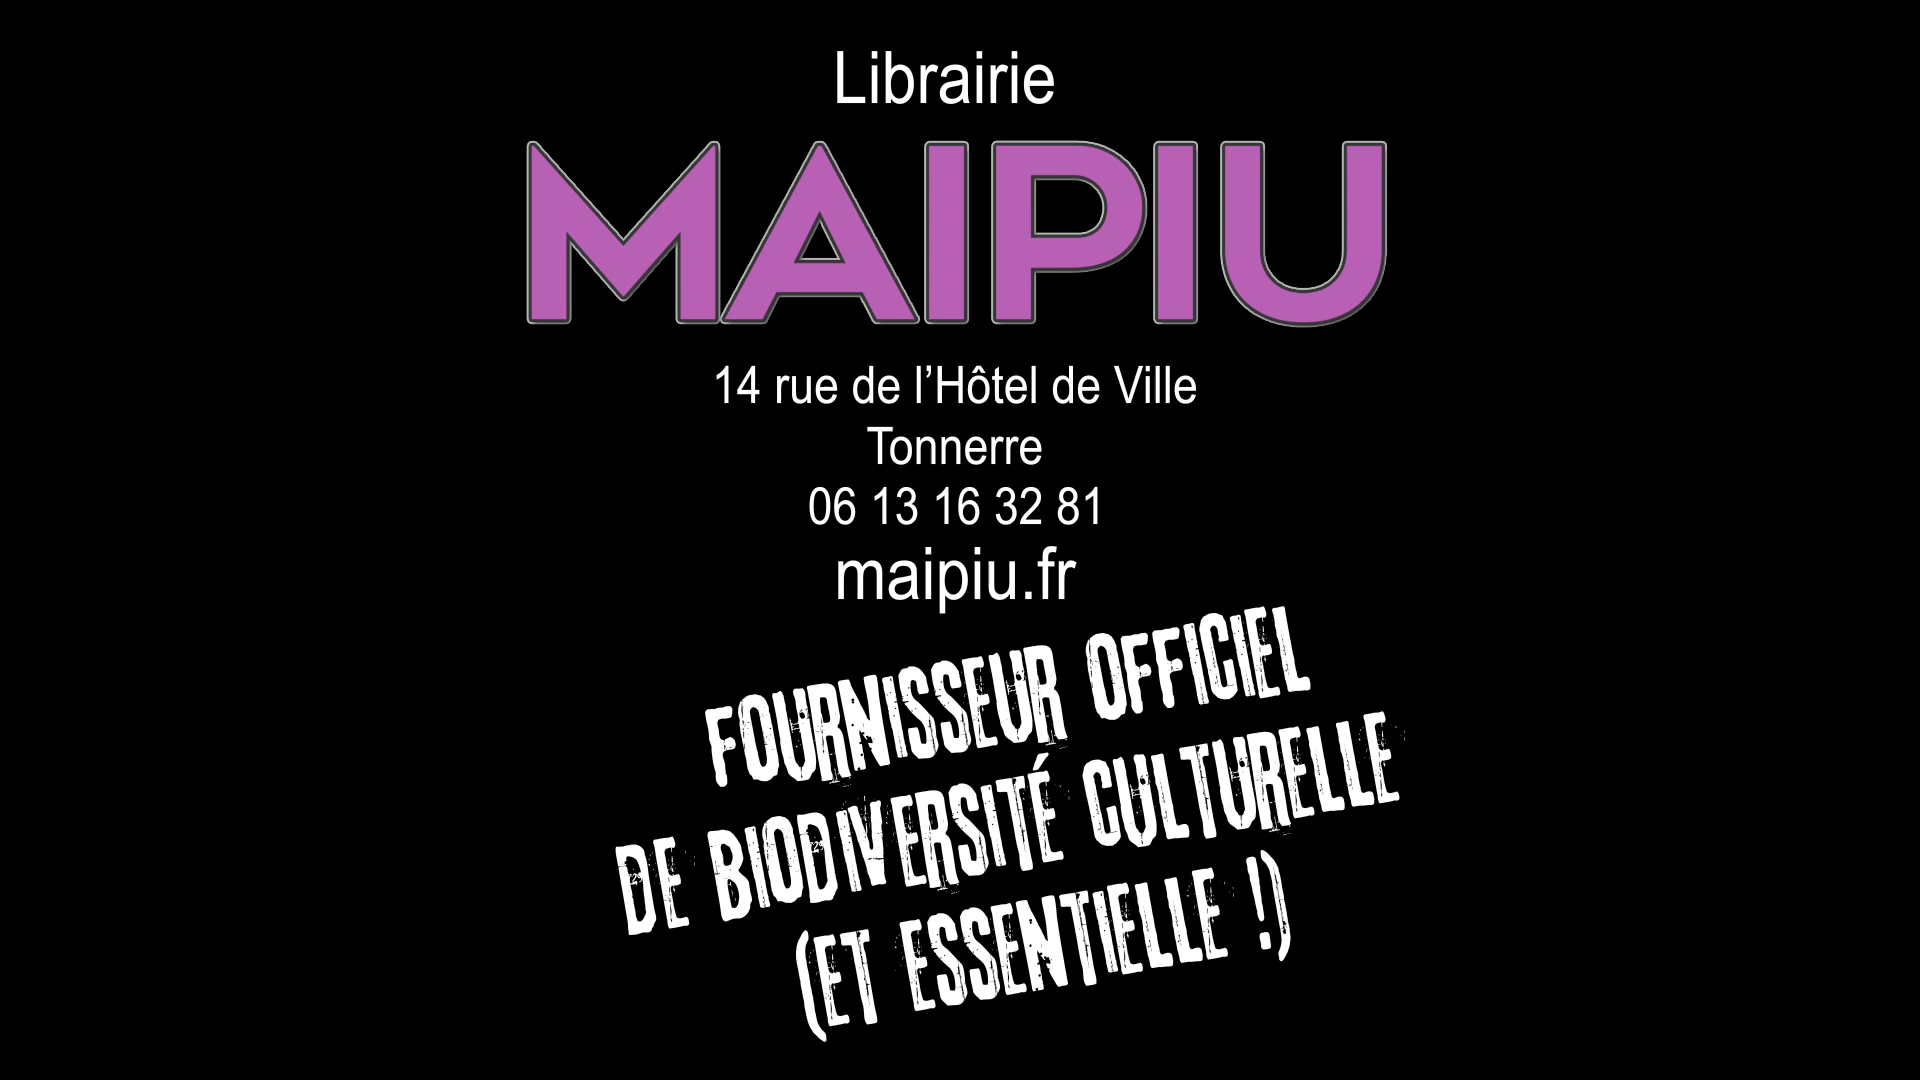 Librairie
MAIPIU
14 rue de l’Hôtel de Ville
Tonnerre
06 13 16 32 81
maipiu.fr
FOURNISSEUR OFFICIEL
DE BIODIVERSITÉ CULTURELLE
(ET ESSENTIELLE !)